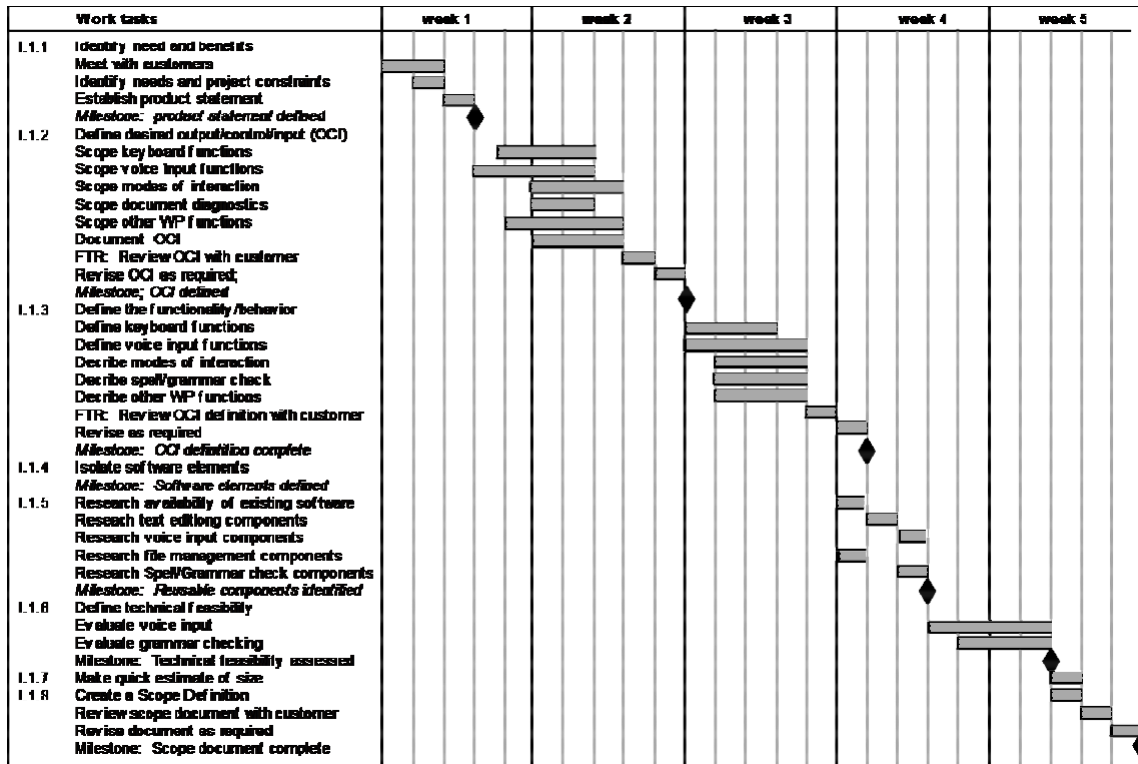 Work tasks week 1 week 2 week 3 week 4 week 5
I.1.1 Identify need and benefits
Meet with customers
Identify needs and project constraints
Establish product statement
Milestone: product statement defined
I.1.2 Define desired output/control/input (OCI)
Scope keyboard functions
Scope voice input functions
Scope modes of interaction
Scope document diagnostics
Scope other WP functions
Document OCI
FTR: Review OCI with customer
Revise OCI as required;
Milestone; OCI defined
I.1.3 Define the functionality/behavior
Define keyboard functions
Define voice input functions
Decribe modes of interaction
Decribe spell/grammar check
Decribe other WP functions
FTR: Review OCI definition with customer
Revise as required
Milestone: OCI defintition complete
I.1.4 Isolate software elements
Milestone: Software elements defined
I.1.5 Research availability of existing software
Reseach text editiong components
Research voice input components
Research file management components
Research Spell/Grammar check components
Milestone: Reusable components identified
I.1.6 Define technical feasibility
Evaluate voice input
Evaluate grammar checking
Milestone: Technical feasibility assessed
I.1.7 Make quick estimate of size
I.1.8 Create a Scope Definition
Review scope document with customer
Revise document as required
Milestone: Scope document complete